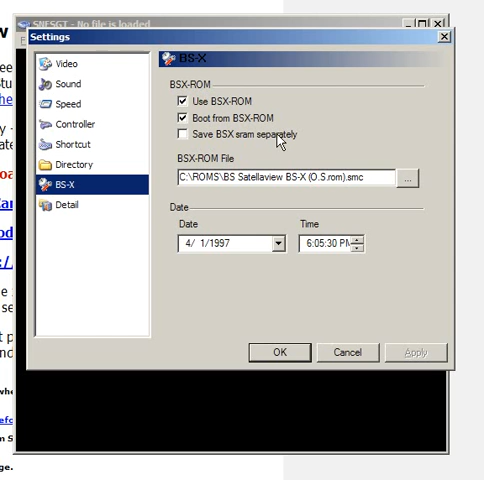 SNESGT - No file is loaded
Settings
Video
Sound
Speed
Controller
Shortcut
Directory
BS-X
Detail
BS-X
BSX-ROM
Use BSX-ROM
Boot from BSX-ROM
Save BSX sram separately
BSX-ROM File
C:\ROMS\BS Satellaview BS-X (O.S.rom).smc
...
Date
Date
Time
4/ 1/1997
6:05:30 PM
OK
Cancel
Apply